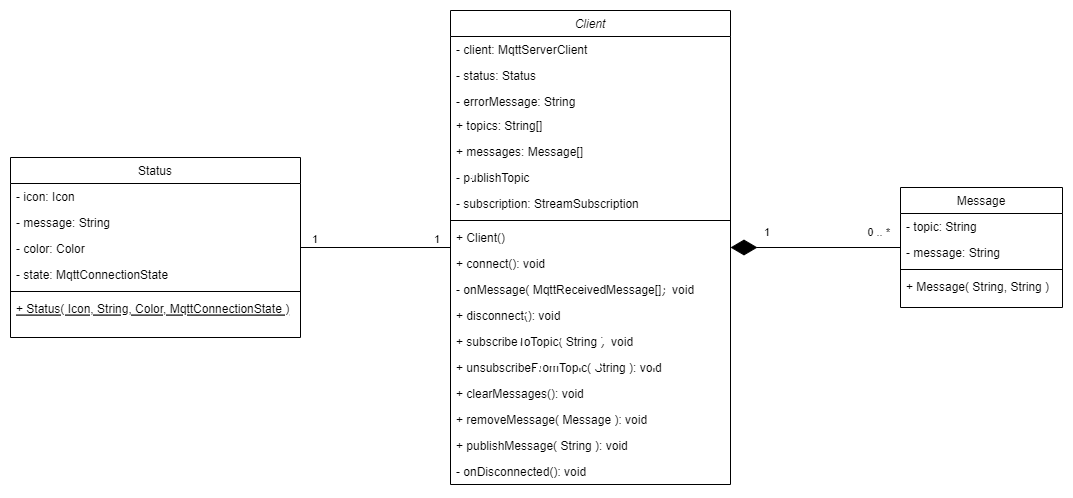 Client
- client: MqttServerClient
- status: Status
- errorMessage: String
+ topics: String[]
+ messages: Message[]
- publishTopic
- subscription: StreamSubscription
+ Client()
+ connect(): void
- onMessage( MqttReceivedMessage[]; void
+ disconnect(): void
+ subscribeToTopic( String ; void
+ unsubscribeFromTopic( String ): void
+ clearMessages(): void
+ removeMessage( Message ): void
+ publishMessage( String ): void
- onDisconnected(): void
Status
- icon: Icon
- message: String
- color: Color
- state: MqttConnectionState
+ Status( Icon, String, Color, MqttConnectionState )
1
1
1
0 .. *
Message
- topic: String
- message: String
+ Message( String, String )